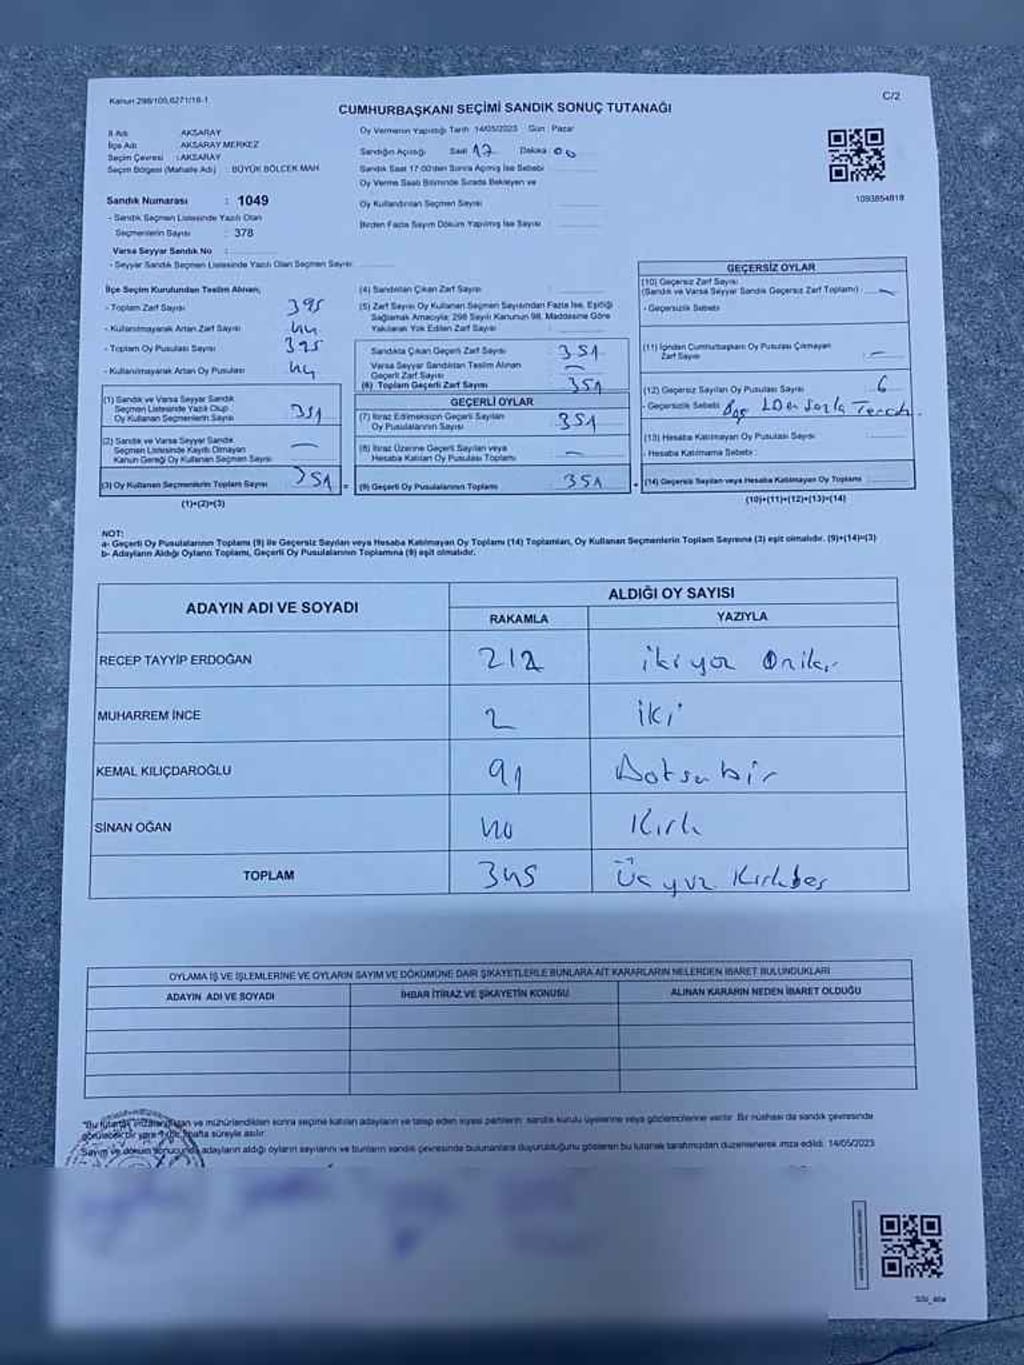 Kanun 298/100,6271/16-1
C/2
CUMHURBAŞKANI SEÇİMİ SANDIK SONUÇ TUTANAĞI
İl Adı AKSARAY
İlçe Adı AKSARAY MERKEZ
Seçim Çevresi : AKSARAY
Seçim Bölgesi (Mahalle Adı) : BÜYÜK BÖLCEK MAH
Oy Vermenin Yapıldığı Tarih 14/05/2023 Gün : Pazar
Sandığın Açılışı Saat 17 Dakika 00
Sandık Saat 17:00'den Sonra Açmış İse Sebebi
Oy Verme Saati Bitiminde Sırada Bekleyen ve
Oy Kullandırılan Seçmen Sayısı
Birden Fazla Sayım Döküm Yapılmış İse Sayısı
1093854818
Sandık Numarası : 1049
- Sandık Seçmen Listesinde Yazılı Olan
Seçmenlerin Sayısı : 378
Varsa Seyyar Sandık No :
- Seyyar Sandık Seçmen Listesinde Yazılı Olan Seçmen Sayısı
İlçe Seçim Kurulundan Teslim Alınan;
- Toplam Zarf Sayısı 395
- Kullanılmayarak Artan Zarf Sayısı 44
- Toplam Oy Pusulası Sayısı 395
- Kullanılmayarak Artan Oy Pusulası 44
(1) Sandık ve Varsa Seyyar Sandık
Seçmen Listesinde Yazılı Olup
Oy Kullanan Seçmenlerin Sayısı 351
(2) Sandık ve Varsa Seyyar Sandık
Seçmen Listesinde Kayıtlı Olmayan
Kanun Gereği Oy Kullanan Seçmen Sayısı —
(3) Oy Kullanan Seçmenlerin Toplam Sayısı 351
(1)+(2)=(3)
(4) Sandıktan Çıkan Zarf Sayısı
(5) Zarf Sayısı Oy Kullanan Seçmen Sayısından Fazla İse, Eşitliği
Sağlamak Amacıyla; 298 Sayılı Kanunun 98. Maddesine Göre
Yakılarak Yok Edilen Zarf Sayısı
Sandıkta Çıkan Geçerli Zarf Sayısı 351
Varsa Seyyar Sandıktan Teslim Alınan
Geçerli Zarf Sayısı —
(6) Toplam Geçerli Zarf Sayısı 351
GEÇERLİ OYLAR
(7) İtiraz Edilmeksizin Geçerli Sayılan
Oy Pusulalarının Sayısı 351
(8) İtiraz Üzerine Geçerli Sayılan veya
Hesaba Katılan Oy Pusulası Toplamı —
(9) Geçerli Oy Pusulalarının Toplamı 351
GEÇERSİZ OYLAR
(10) Geçersiz Zarf Sayısı
(Sandık ve Varsa Seyyar Sandık Geçersiz Zarf Toplamı) —
- Geçersizlik Sebebi
(11) İçinden Cumhurbaşkanı Oy Pusulası Çıkmayan
Zarf Sayısı —
(12) Geçersiz Sayılan Oy Pusulası Sayısı 6
- Geçersizlik Sebebi
(13) Hesaba Katılmayan Oy Pusulası Sayısı
- Hesaba Katılmama Sebebi :
(14) Geçersiz Sayılan veya Hesaba Katılmayan Oy Toplamı
(10)+(11)+(12)+(13)=(14)
NOT:
a- Geçerli Oy Pusulalarının Toplamı (9) ile Geçersiz Sayılan veya Hesaba Katılmayan Oy Toplamı (14) Toplamları, Oy Kullanan Seçmenlerin Toplam Sayısına (3) eşit olmalıdır. (9)+(14)=(3)
b- Adayların Aldığı Oyların Toplamı, Geçerli Oy Pusulalarının Toplamına (9) eşit olmalıdır.
ADAYIN ADI VE SOYADI ALDIĞI OY SAYISI
RAKAMLA YAZIYLA
RECEP TAYYİP ERDOĞAN 212 ikiyüz Oniki
MUHARREM İNCE 2 iki
KEMAL KILIÇDAROĞLU 91 Doksanbir
SİNAN OĞAN 40 Kırk
TOPLAM 345 Üçyüz Kırkbeş
OYLAMA İŞ VE İŞLEMLERİNE VE OYLARIN SAYIM VE DÖKÜMÜNE DAİR ŞİKAYETLERLE BUNLARA AİT KARARLARIN NELERDEN İBARET BULUNDUKLARI
ADAYIN ADI VE SOYADI İHBAR İTİRAZ VE ŞİKAYETİN KONUSU ALINAN KARARIN NEDEN İBARET OLDUĞU
"Bu tutanak imzalandıktan ve mühürlendikten sonra seçime katılan adayların ve talep eden siyasi partilerin sandık kurulu üyelerine veya gözlemcilerine verilir. Bir nüshası da sandık çevresinde
görülecek bir yere 1 (bir) hafta süreyle asılır.
Sayım ve döküm sonucunda adayların aldığı oyların sayılarını ve bunların sandık çevresinde bulunanlara duyurulduğunu gösteren bu tutanak tarafımızdan düzenlenerek imza edildi. 14/05/2023